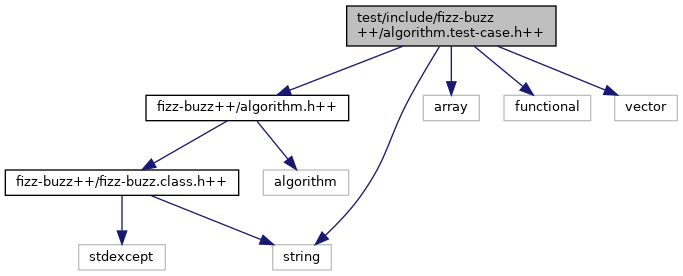 test/include/fizz-buzz
++/algorithm.test-case.h++
fizz-buzz++/algorithm.h++
array
functional
vector
fizz-buzz++/fizz-buzz.class.h++
algorithm
stdexcept
string